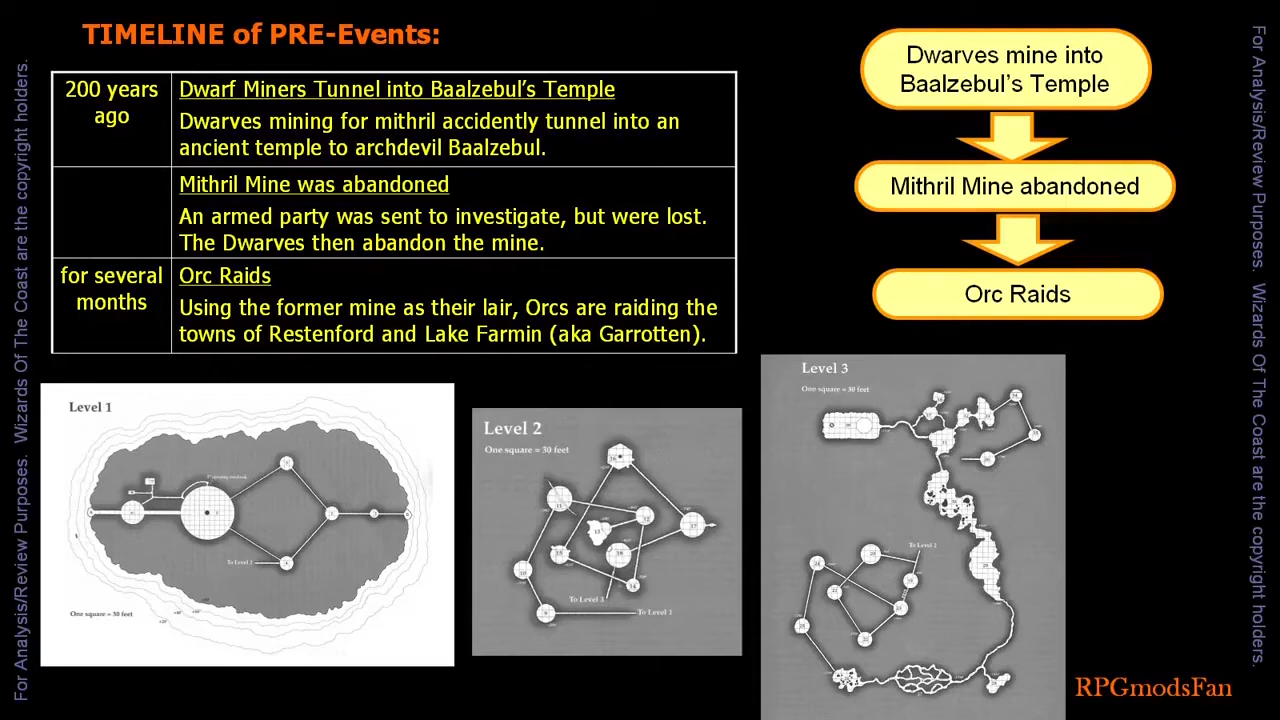 TIMELINE of PRE-Events:
200 years
ago
Dwarf Miners Tunnel into Baalzebul's Temple
Dwarves mining for mithril accidently tunnel into an
ancient temple to archdevil Baalzebul.
Mithril Mine was abandoned
An armed party was sent to investigate, but were lost.
The Dwarves then abandon the mine.
for several
months
Orc Raids
Using the former mine as their lair, Orcs are raiding the
towns of Restenford and Lake Farmin (aka Garrotten).
Dwarves mine into
Baalzebul's Temple
Mithril Mine abandoned
Orc Raids
Level 1
To Level 2
One square = 30 feet
Level 2
One square = 30 feet
To Level 3
To Level 1
Level 3
One square = 30 feet
To Level 2
RPGmodsFan
For Analysis/Review Purposes. Wizards Of The Coast are the copyright holders.
For Analysis/Review Purposes. Wizards Of The Coast are the copyright holders.